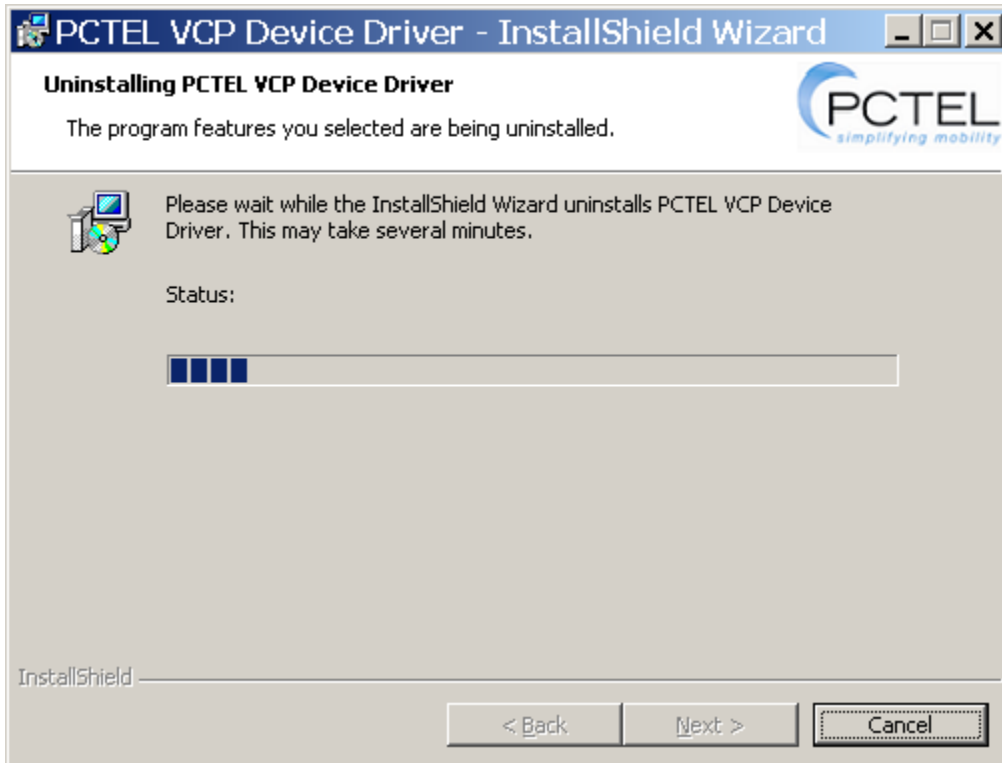 PCTEL VCP Device Driver - InstallShield Wizard
Uninstalling PCTEL VCP Device Driver
The program features you selected are being uninstalled.
PCTEL
simplifying mobility
Please wait while the InstallShield Wizard uninstalls PCTEL VCP Device
Driver. This may take several minutes.
Status:
InstallShield
< Back
Next >
Cancel